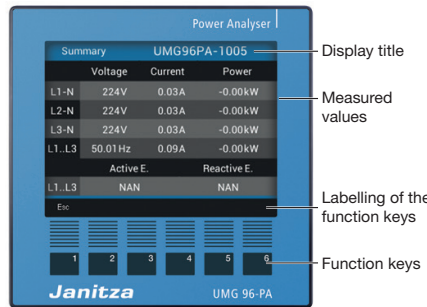 Power Analyser
Summary UMG96PA-1005
Display title
Voltage Current Power
L1-N 224V 0.03A -0.00kW
Measured
values
L2-N 224V 0.03A -0.00kW
L3-N 224V 0.03A -0.00kW
L1..L3 50.01Hz 0.09A -0.00kW
Active E. Reactive E.
L1..L3 NAN NAN
Labelling of the
function keys
Esc
1 2 3 4 5 6
Function keys
Janitza UMG 96-PA